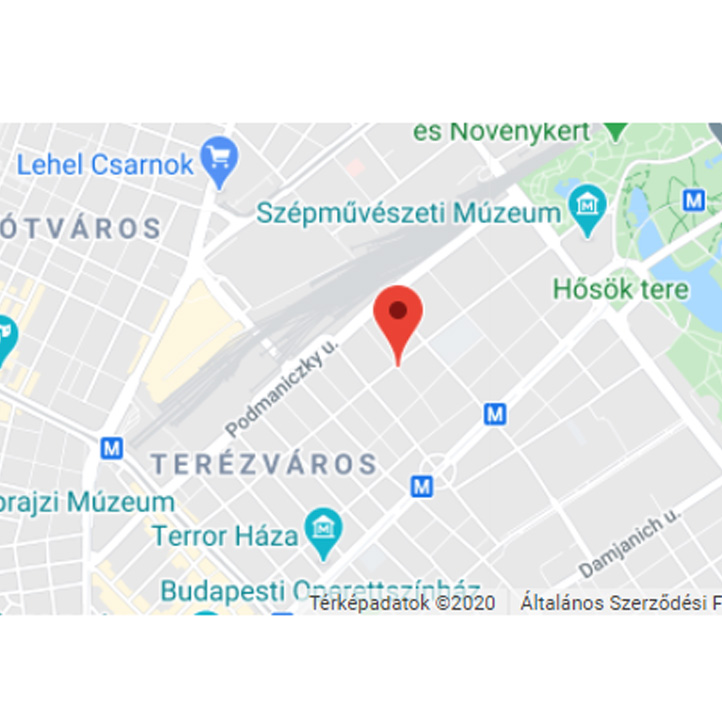 és Növénykert
Lehel Csarnok
Szépművészeti Múzeum
ÓTVÁROS
Hősök tere
Podmaniczky u.
M
M
M
M
TERÉZVÁROS
orajzi Múzeum
Terror Háza
Damjanich u.
Budapesti Operettszínház
Térképadatok ©2020
Általános Szerződési F